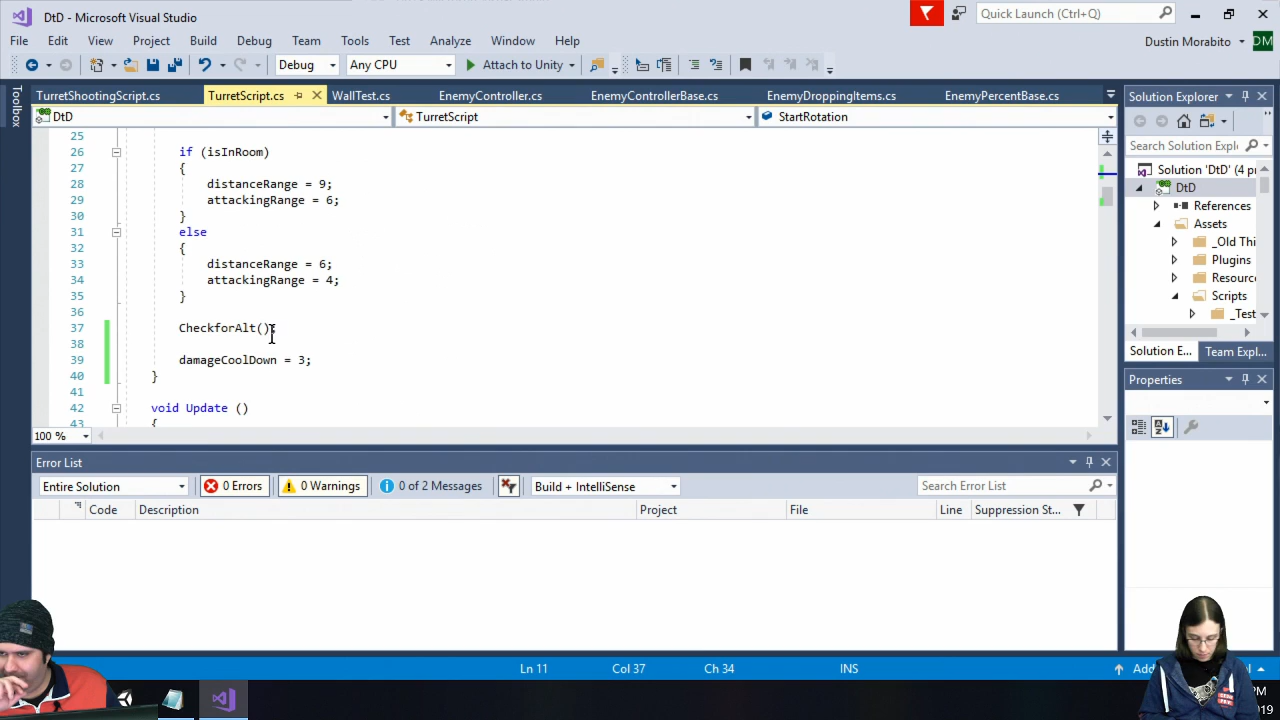 DtD - Microsoft Visual Studio
Quick Launch (Ctrl+Q)
File Edit View Project Build Debug Team Tools Test Analyze Window Help
Dustin Morabito
DM
Debug Any CPU Attach to Unity
Toolbox
TurretShootingScript.cs TurretScript.cs WallTest.cs EnemyController.cs EnemyControllerBase.cs EnemyDroppingItems.cs EnemyPercentBase.cs
DtD TurretScript StartRotation
25
26 if (isInRoom)
27 {
28 distanceRange = 9;
29 attackingRange = 6;
30 }
31 else
32 {
33 distanceRange = 6;
34 attackingRange = 4;
35 }
36
37 CheckforAlt();
38
39 damageCoolDown = 3;
40 }
41
42 void Update ()
43 {
100 %
Error List
Entire Solution 0 Errors 0 Warnings 0 of 2 Messages Build + IntelliSense Search Error List
Code Description Project File Line Suppression St...
Solution Explorer
Search Solution Explorer
Solution 'DtD' (4 pr
DtD
References
Assets
_Old Thi
Plugins
Resourc
Scripts
_Test
Solution E... Team Expl...
Properties
Ln 11 Col 37 Ch 34 INS